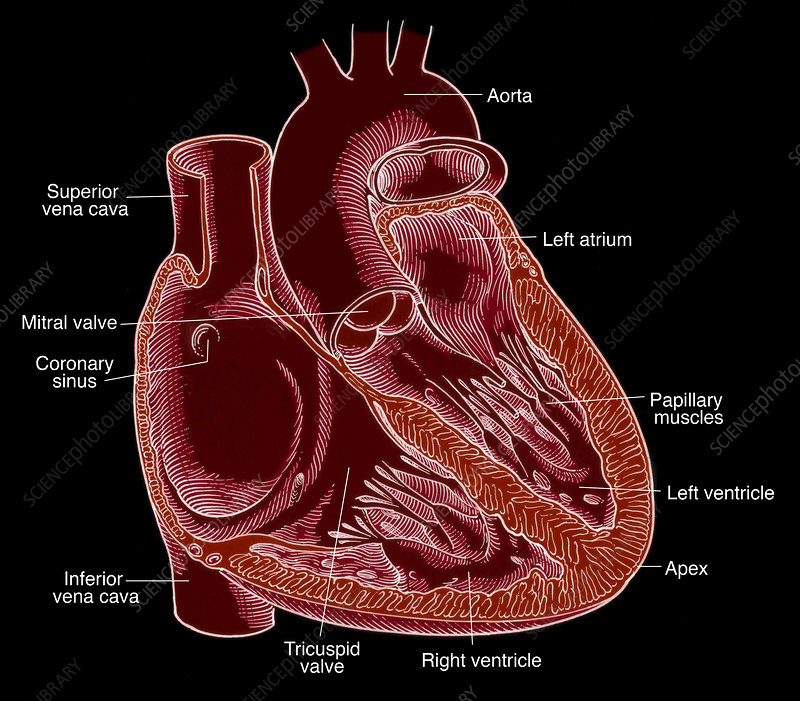 Aorta
Superior
vena cava
Left atrium
Mitral valve
Coronary
sinus
Papillary
muscles
Left ventricle
Apex
Inferior
vena cava
Tricuspid
valve
Right ventricle
SCIENCEphotoLIBRARY